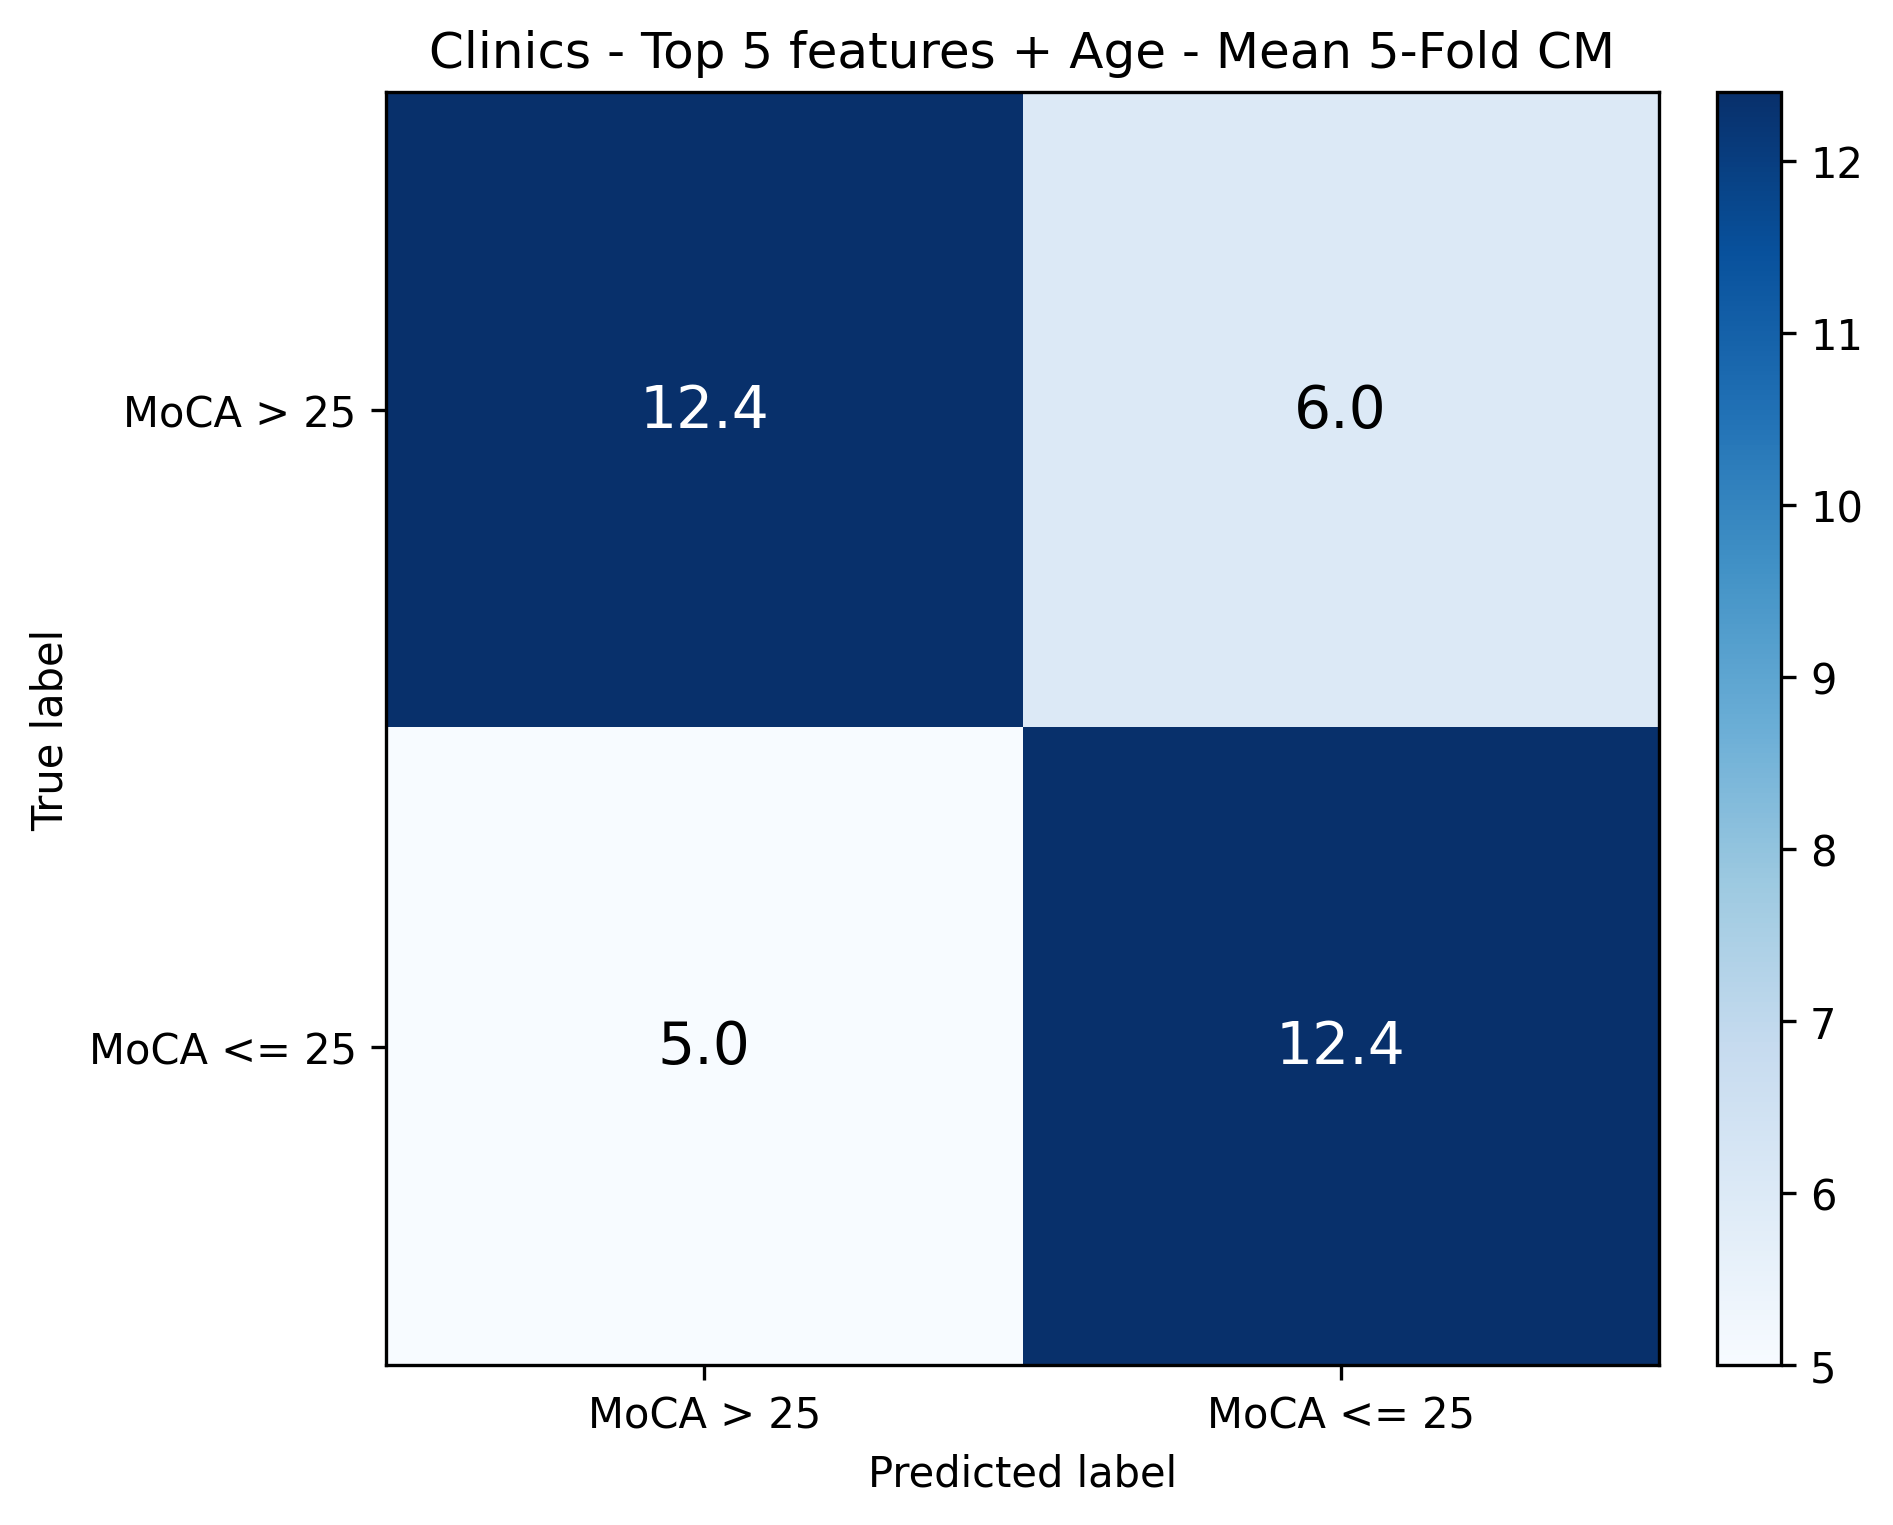 Clinics - Top 5 features + Age - Mean 5-Fold CM
True label
MoCA > 25
12.4
6.0
MoCA <= 25
5.0
12.4
MoCA > 25
MoCA <= 25
Predicted label
12
11
10
9
8
7
6
5